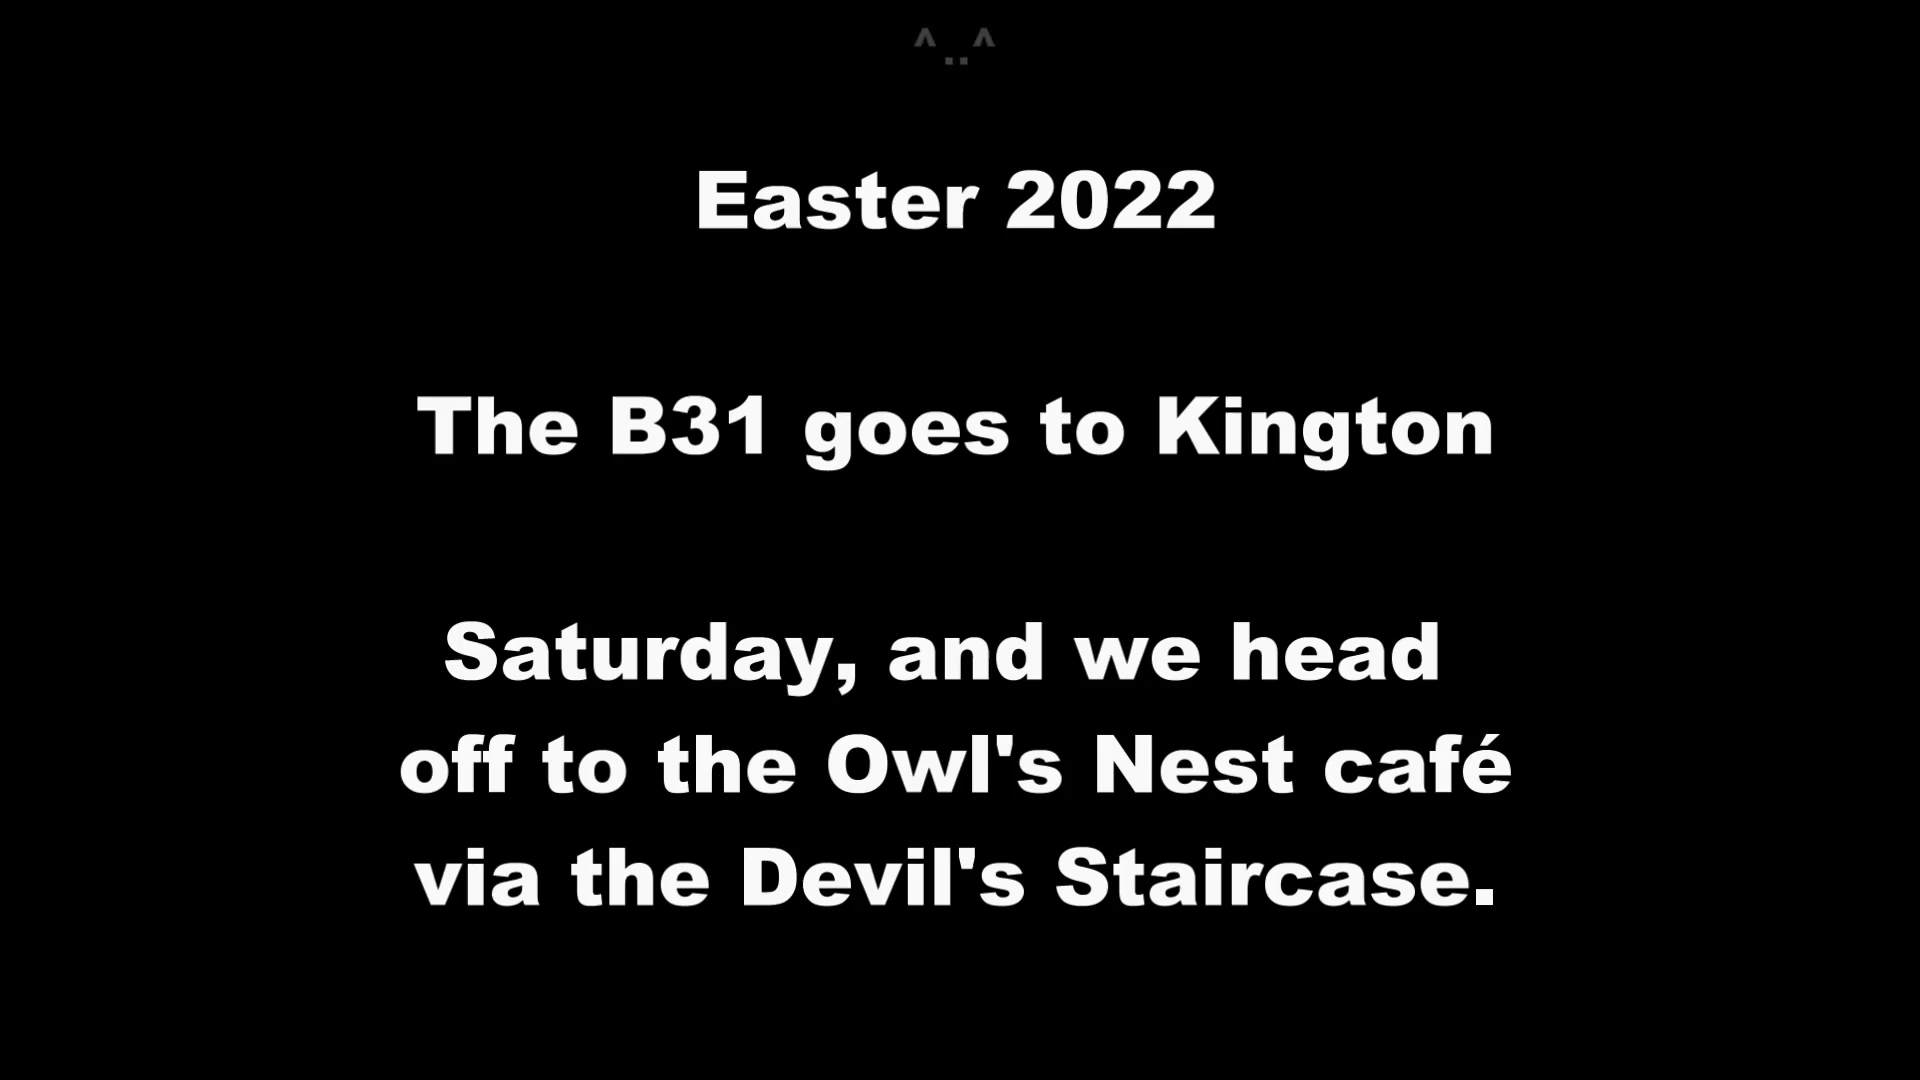 ^..^
Easter 2022
The B31 goes to Kington
Saturday, and we head
off to the Owl's Nest café
via the Devil's Staircase.